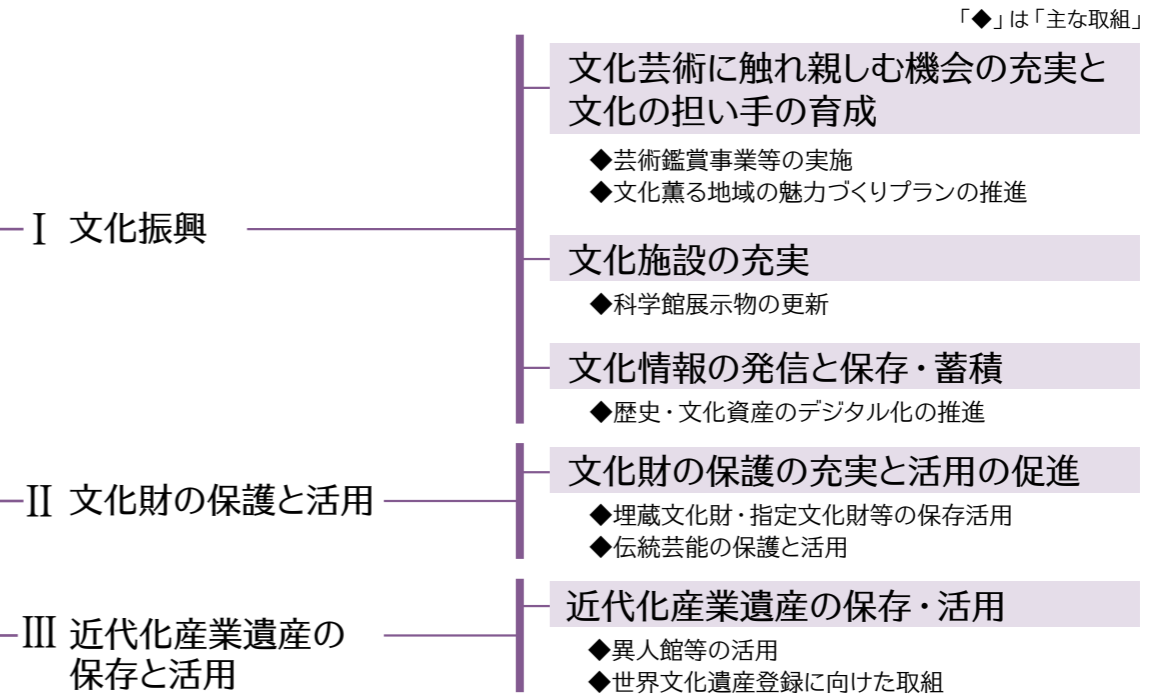 「◆」は「主な取組」
Ⅰ 文化振興
文化芸術に触れ親しむ機会の充実と
文化の担い手の育成
◆芸術鑑賞事業等の実施
◆文化薫る地域の魅力づくりプランの推進
文化施設の充実
◆科学館展示物の更新
文化情報の発信と保存・蓄積
◆歴史・文化資産のデジタル化の推進
Ⅱ 文化財の保護と活用
文化財の保護の充実と活用の促進
◆埋蔵文化財・指定文化財等の保存活用
◆伝統芸能の保護と活用
Ⅲ 近代化産業遺産の
保存と活用
近代化産業遺産の保存・活用
◆異人館等の活用
◆世界文化遺産登録に向けた取組